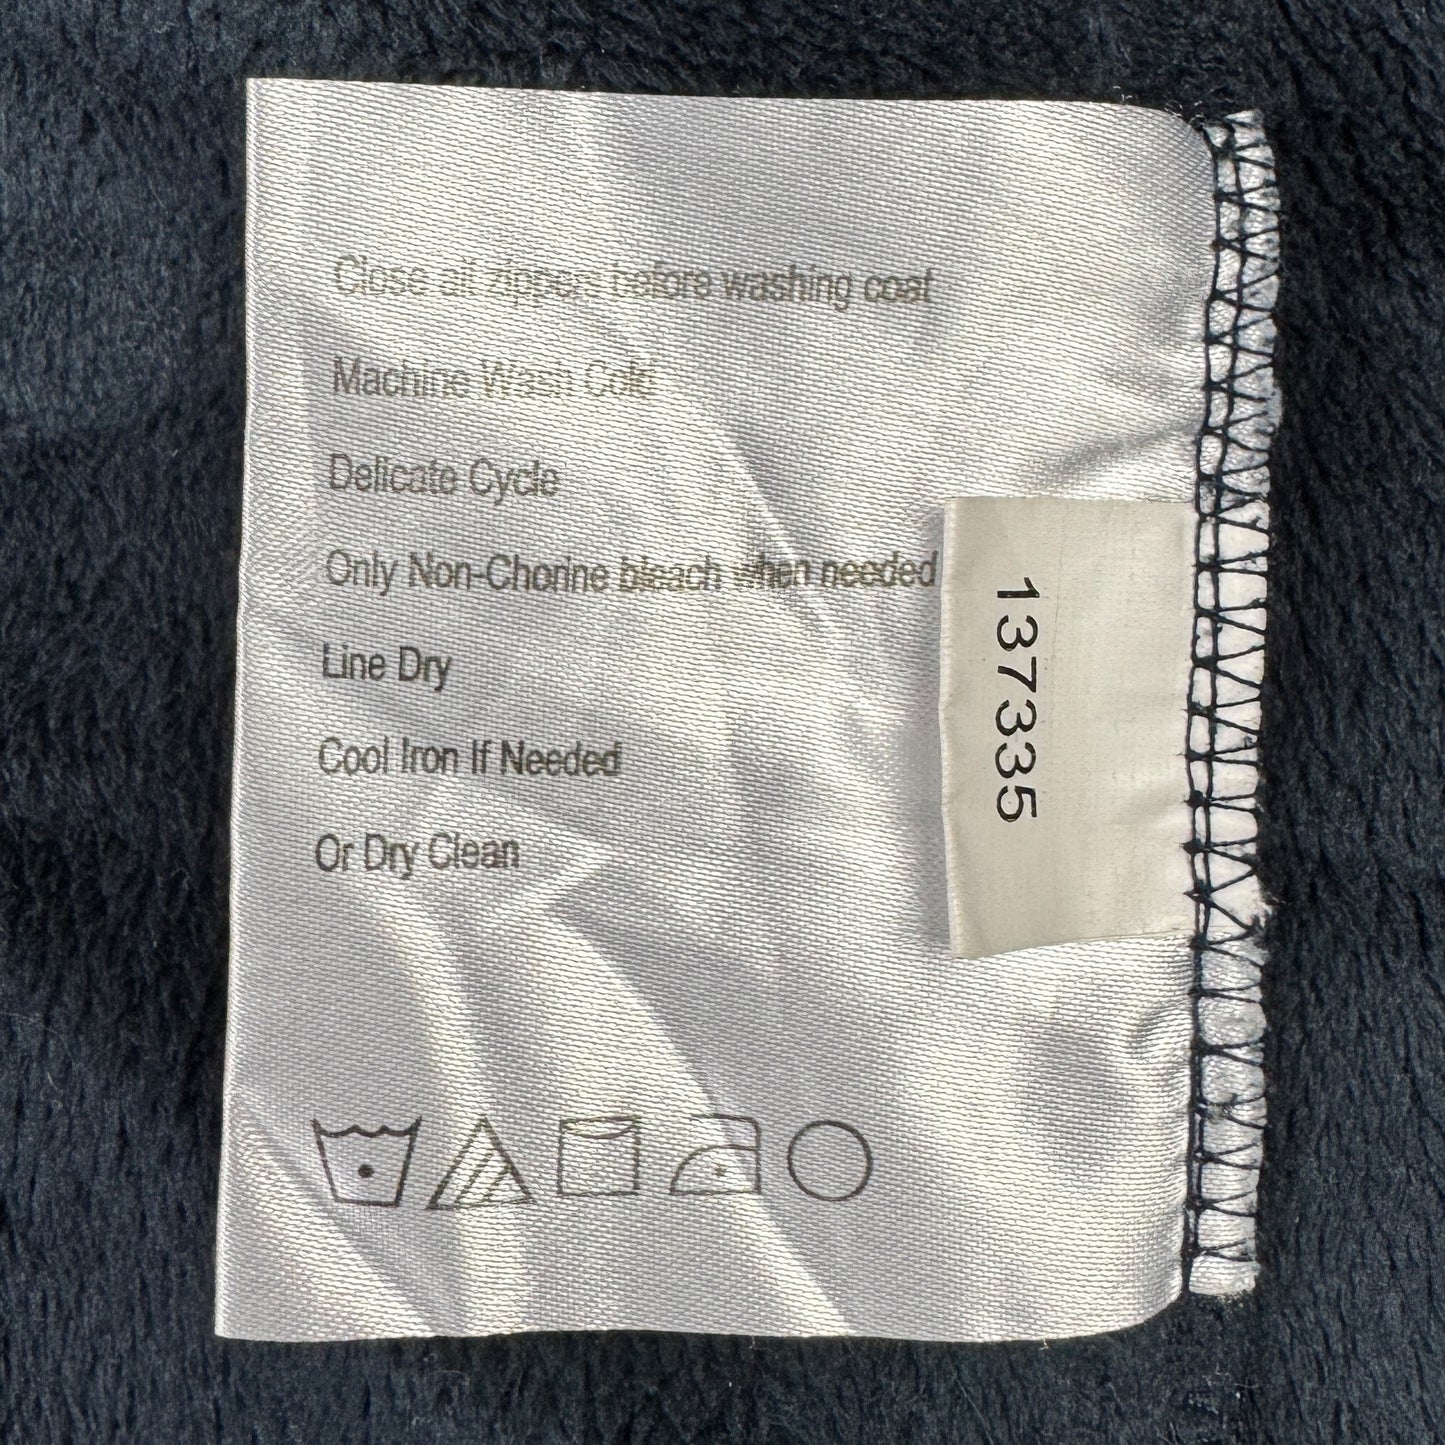 Close all zippers before washing coat
Machine Wash Cold
Delicate Cycle
Only Non-Chorine bleach when needed
Line Dry
Cool Iron If Needed
Or Dry Clean
137335